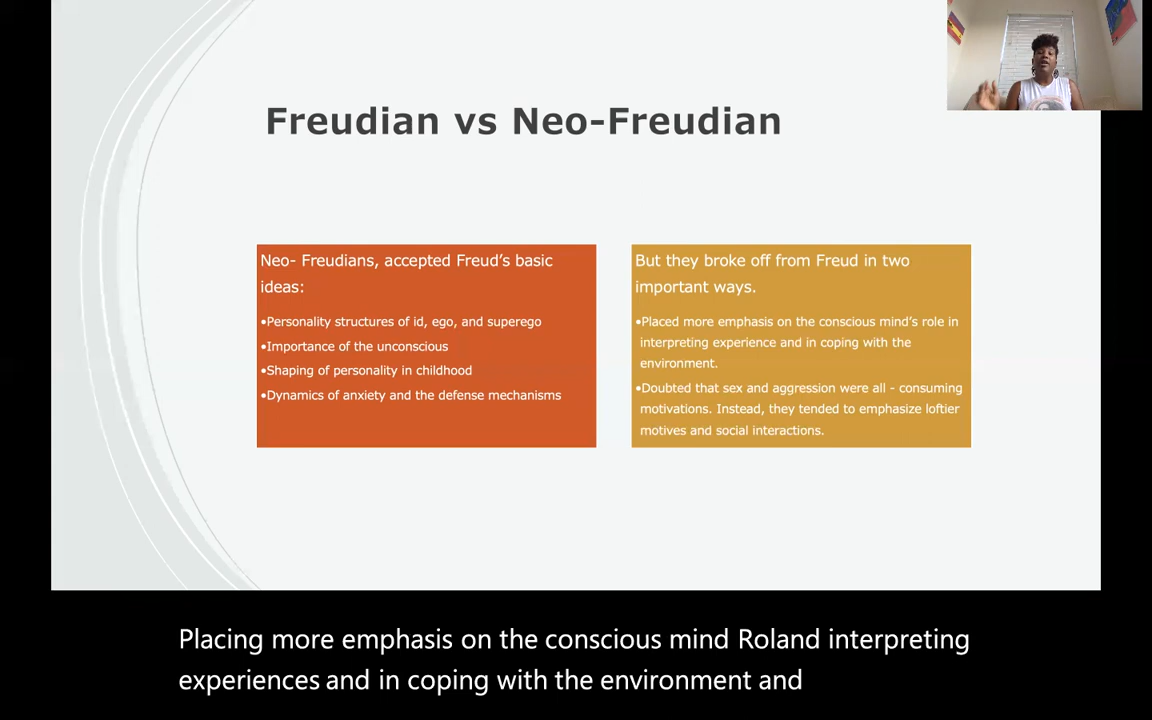 Freudian vs Neo-Freudian
Neo- Freudians, accepted Freud’s basic
ideas:
•Personality structures of id, ego, and superego
•Importance of the unconscious
•Shaping of personality in childhood
•Dynamics of anxiety and the defense mechanisms
But they broke off from Freud in two
important ways.
•Placed more emphasis on the conscious mind’s role in
interpreting experience and in coping with the
environment.
•Doubted that sex and aggression were all - consuming
motivations. Instead, they tended to emphasize loftier
motives and social interactions.
Placing more emphasis on the conscious mind Roland interpreting
experiences and in coping with the environment and